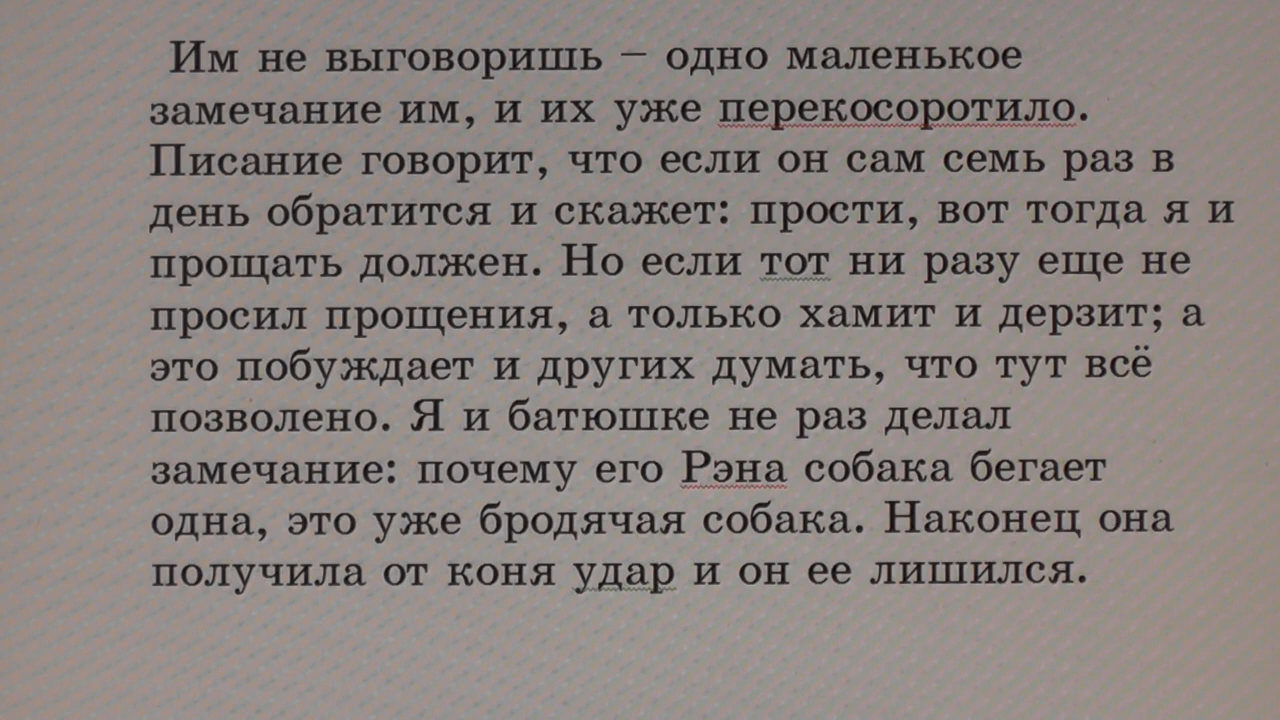 Им не выговоришь – одно маленькое
замечание им, и их уже перекосоротило.
Писание говорит, что если он сам семь раз в
день обратится и скажет: прости, вот тогда я и
прощать должен. Но если тот ни разу еще не
просил прощения, а только хамит и дерзит; а
это побуждает и других думать, что тут всё
позволено. Я и батюшке не раз делал
замечание: почему его Рэна собака бегает
одна, это уже бродячая собака. Наконец она
получила от коня удар и он ее лишился.